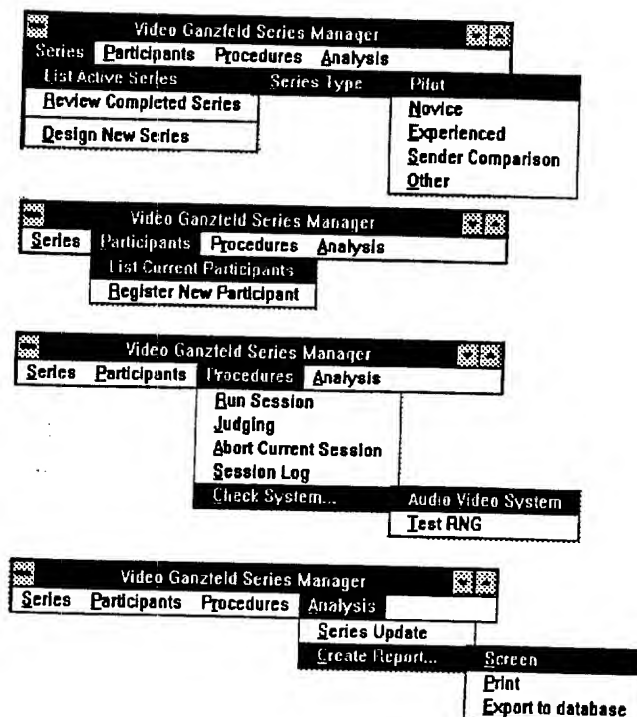 Video Ganzfeld Series Manager
Series Participants Procedures Analysis
List Active Series Series Type Pilot
Review Completed Series Novice
Design New Series Experienced
Sender Comparison
Other
Video Ganzfeld Series Manager
Series Participants Procedures Analysis
List Current Participants
Register New Participant
Video Ganzfeld Series Manager
Series Participants Procedures Analysis
Run Session
Judging
Abort Current Session
Session Log
Check System... Audio Video System
Test RNG
Video Ganzfeld Series Manager
Series Participants Procedures Analysis
Series Update
Create Report... Screen
Print
Export to database